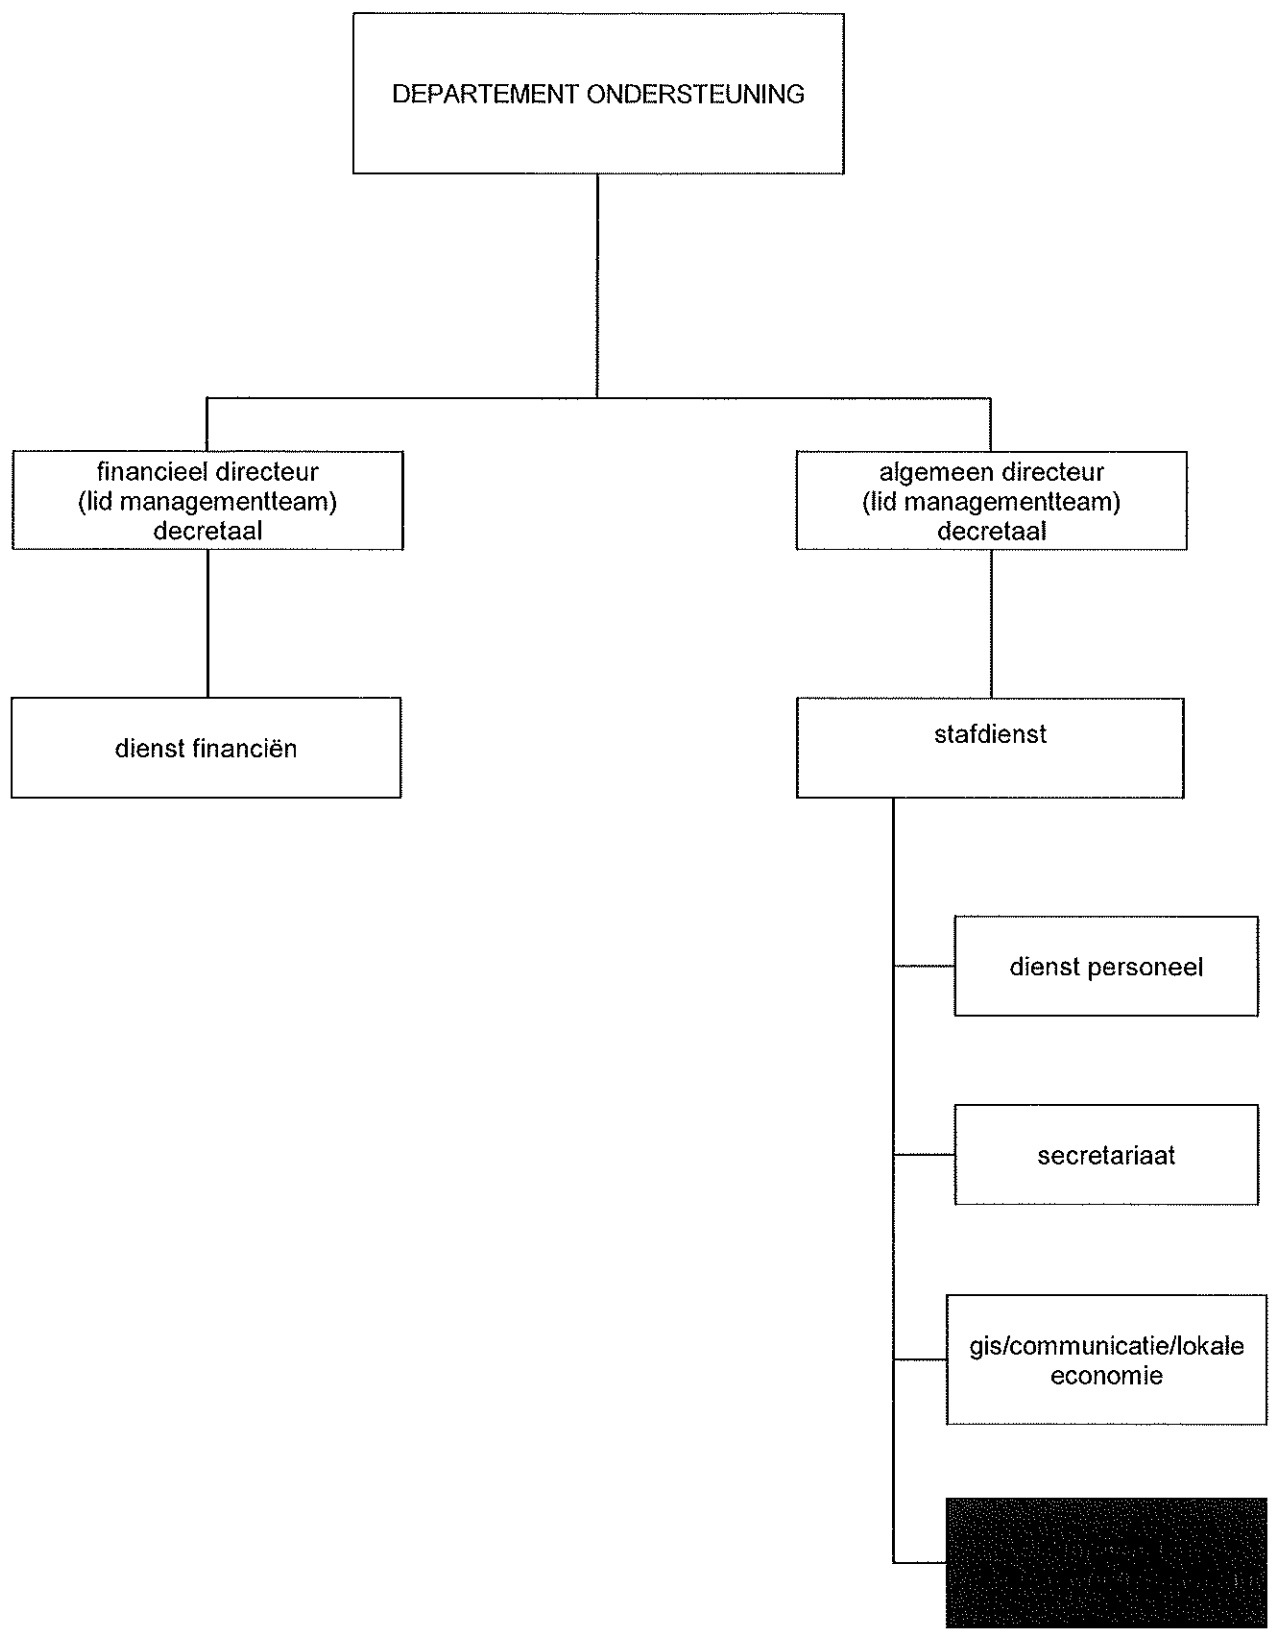 DEPARTEMENT ONDERSTEUNING
financieel directeur
(lid managementteam)
decretaal
algemeen directeur
(lid managementteam)
decretaal
dienst financiën
stafdienst
dienst personeel
secretariaat
gis/communicatie/lokale
economie